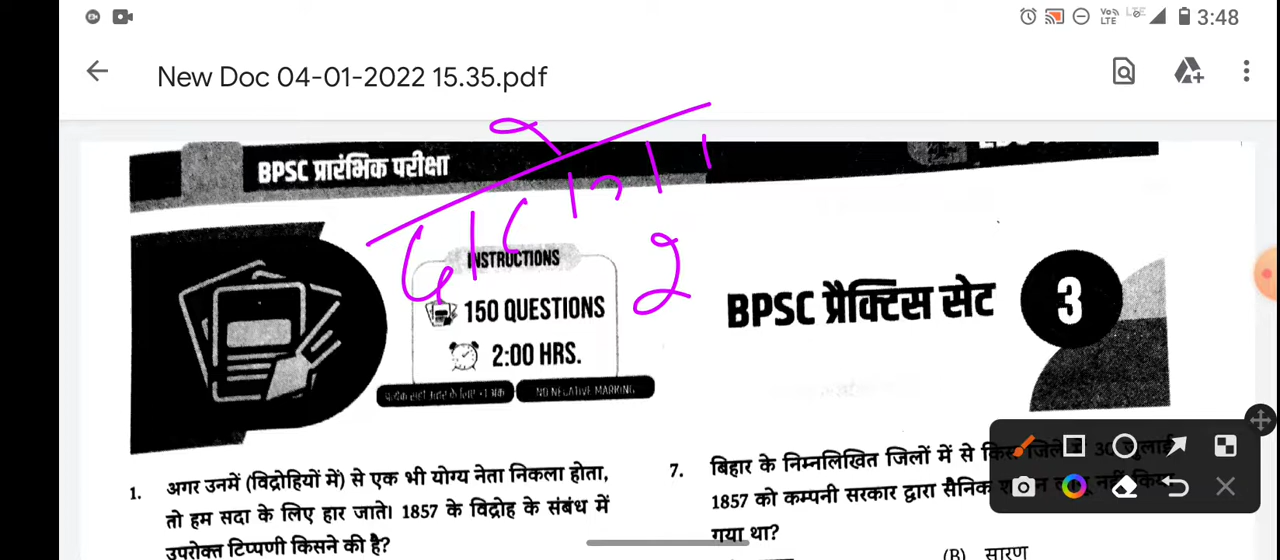 3:48
New Doc 04-01-2022 15.35.pdf
BPSC प्रारंभिक परीक्षा
INSTRUCTIONS
150 QUESTIONS
2:00 HRS.
NO NEGATIVE MARKING
2
BPSC प्रैक्टिस सेट
3
1. अगर उनमें (विद्रोहियों में) से एक भी योग्य नेता निकला होता,
तो हम सदा के लिए हार जाते। 1857 के विद्रोह के संबंध में
उपरोक्त टिप्पणी किसने की है?
7. बिहार के निम्नलिखित जिलों में से किस जिले में 30 जुलाई
1857 को कम्पनी सरकार द्वारा सैनिक
गया था?
(B) सारण